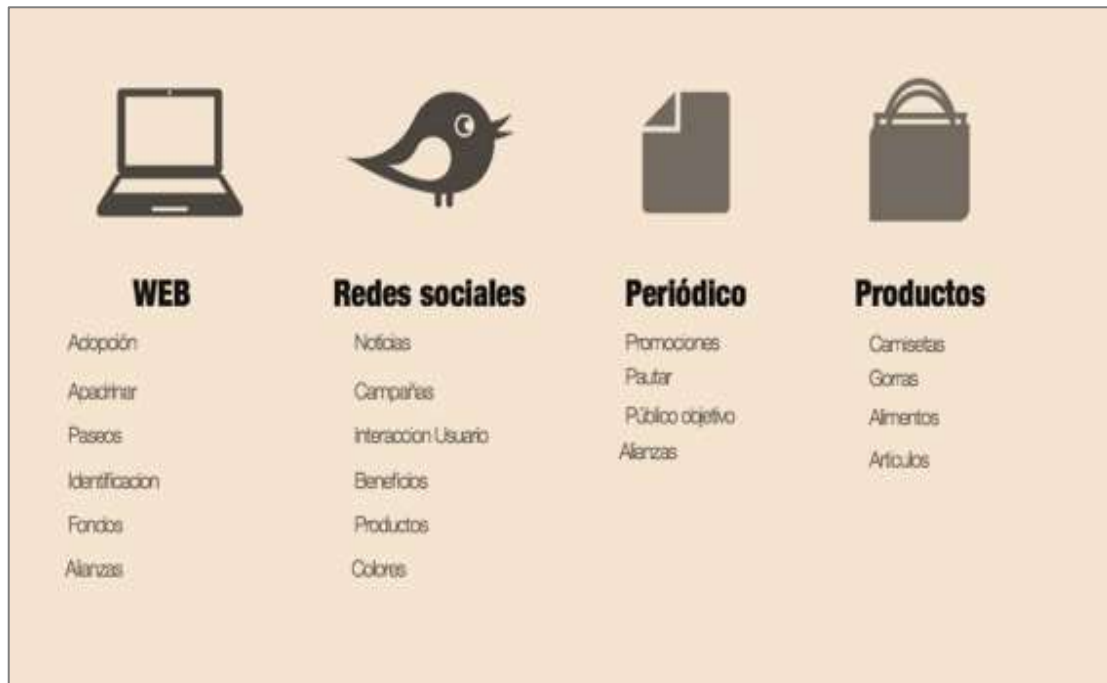 WEB
Adopción
Apadrinar
Paseos
Identificacion
Fondos
Alianzas
Redes sociales
Noticias
Campañas
Interaccion Usuario
Beneficios
Productos
Colores
Periódico
Promociones
Pautar
Público objetivo
Alianzas
Productos
Camisetas
Gorras
Alimentos
Articulos